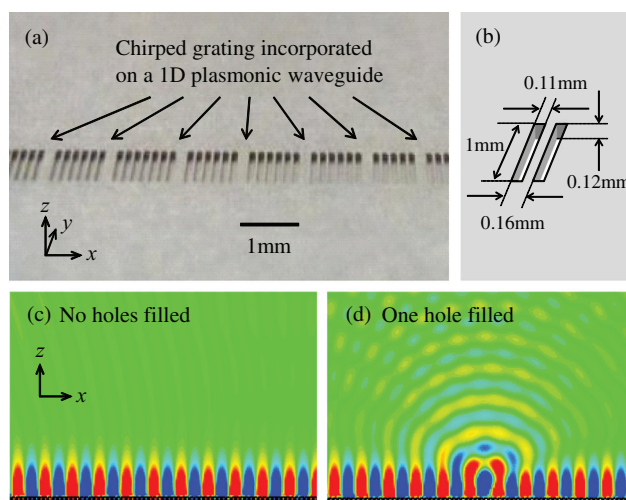 (a)
Chirped grating incorporated
on a 1D plasmonic waveguide
z
y
x
1mm
(b)
0.11mm
1mm
0.12mm
0.16mm
(c) No holes filled
z
x
(d) One hole filled